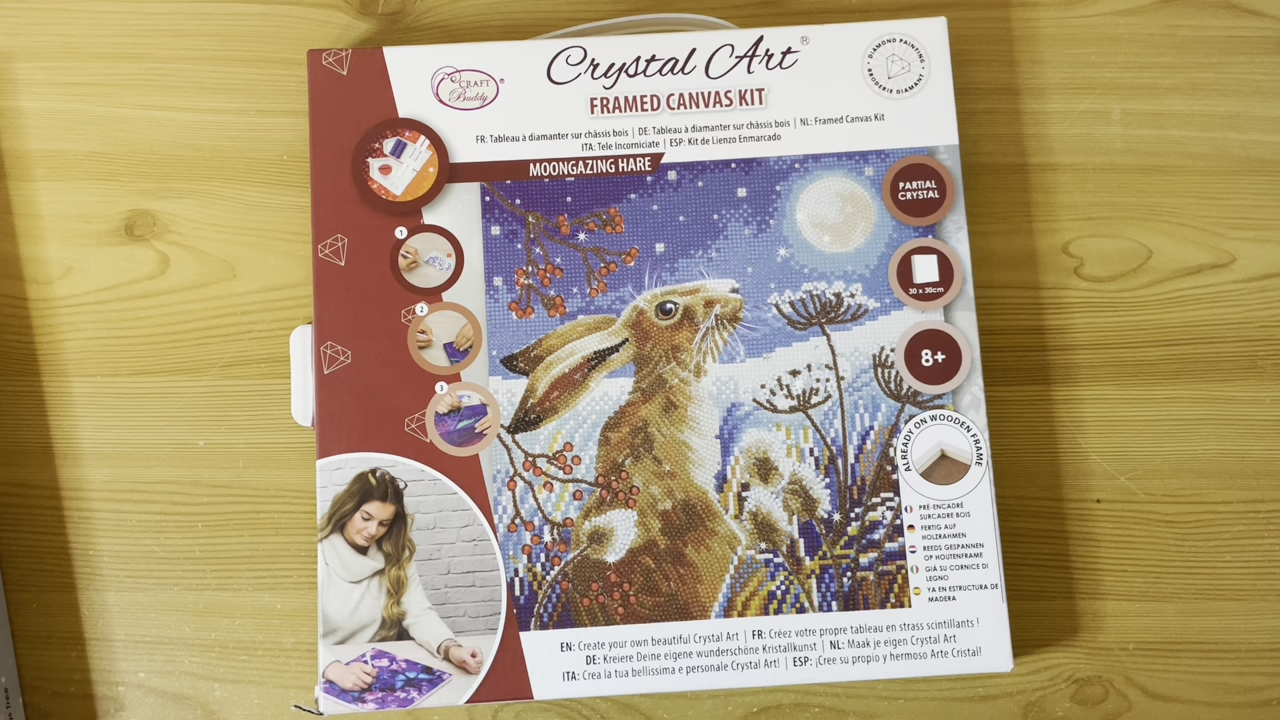 Crystal Art®
CRAFT Buddy®
DIAMOND PAINTING • BRODERIE DIAMANT •
FRAMED CANVAS KIT
FR: Tableau à diamanter sur châssis bois | DE: Tableau à diamanter sur châssis bois | NL: Framed Canvas Kit
ITA: Tele Incorniciate | ESP: Kit de Lienzo Enmarcado
MOONGAZING HARE
PARTIAL
CRYSTAL
1
30 x 30cm
2
8+
3
ALREADY ON WOODEN FRAME
PRÉ-ENCADRÉ
SURCADRE BOIS
FERTIG AUF
HOLZRAHMEN
REEDS GESPANNEN
OP HOUTENFRAME
GIÀ SU CORNICE DI
LEGNO
YA EN ESTRUCTURA DE
MADERA
EN: Create your own beautiful Crystal Art | FR: Créez votre propre tableau en strass scintillants !
DE: Kreiere Deine eigene wunderschöne Kristallkunst | NL: Maak je eigen Crystal Art
ITA: Crea la tua bellissima e personale Crystal Art! | ESP: ¡Cree su propio y hermoso Arte Cristal!